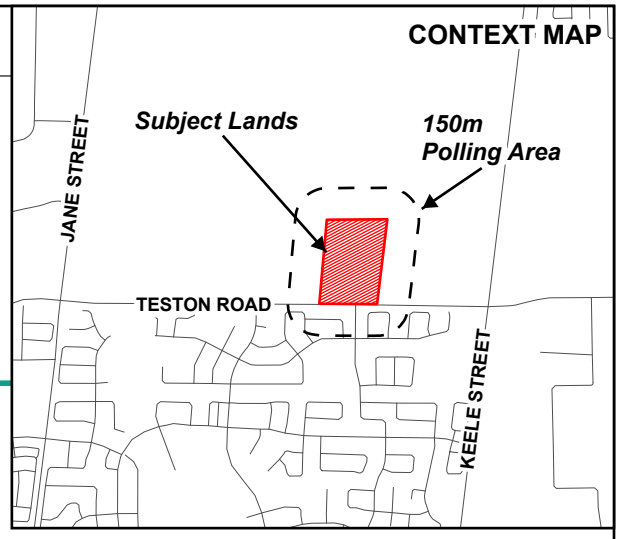 CONTEXT MAP
Subject Lands
150m
Polling Area
JANE STREET
TESTON ROAD
KEELE STREET